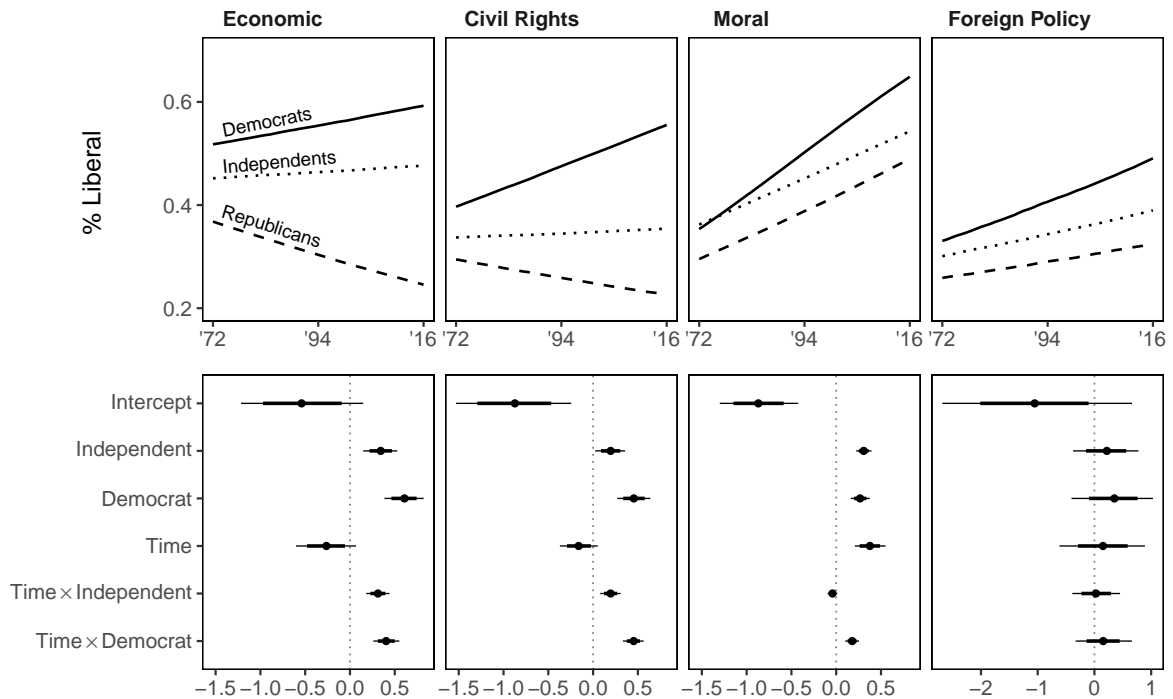 Economic Civil Rights Moral Foreign Policy
% Liberal
0.6
0.4
0.2
Democrats
Independents
Republicans
'72 '94 '16 '72 '94 '16 '72 '94 '16 '72 '94 '16
Intercept
Independent
Democrat
Time
Time×Independent
Time×Democrat
−1.5 −1.0 −0.5 0.0 0.5 −1.5 −1.0 −0.5 0.0 0.5 −1.5 −1.0 −0.5 0.0 0.5 −2 −1 0 1